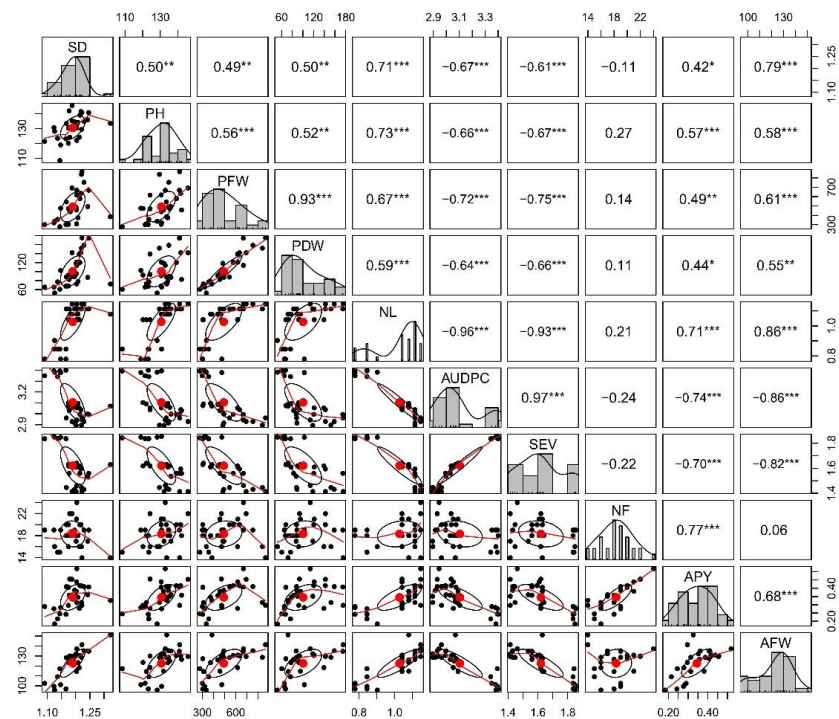 110 130 60 120 180 2.9 3.1 3.3 14 18 22 100 130
SD 0.50** 0.49** 0.50** 0.71*** −0.67*** −0.61*** −0.11 0.42* 0.79*** 1.10 1.25
110 130 PH 0.56*** 0.52** 0.73*** −0.66*** −0.67*** 0.27 0.57*** 0.58***
PFW 0.93*** 0.67*** −0.72*** −0.75*** 0.14 0.49** 0.61*** 300 700
60 120 PDW 0.59*** −0.64*** −0.66*** 0.11 0.44* 0.55**
NL −0.96*** −0.93*** 0.21 0.71*** 0.86*** 0.8 1.0
2.9 3.2 AUDPC 0.97*** −0.24 −0.74*** −0.86***
SEV −0.22 −0.70*** −0.82*** 1.4 1.6 1.8
14 18 22 NF 0.77*** 0.06
APY 0.68*** 0.20 0.40
100 130 AFW
1.10 1.25 300 600 0.8 1.0 1.4 1.6 1.8 0.20 0.40